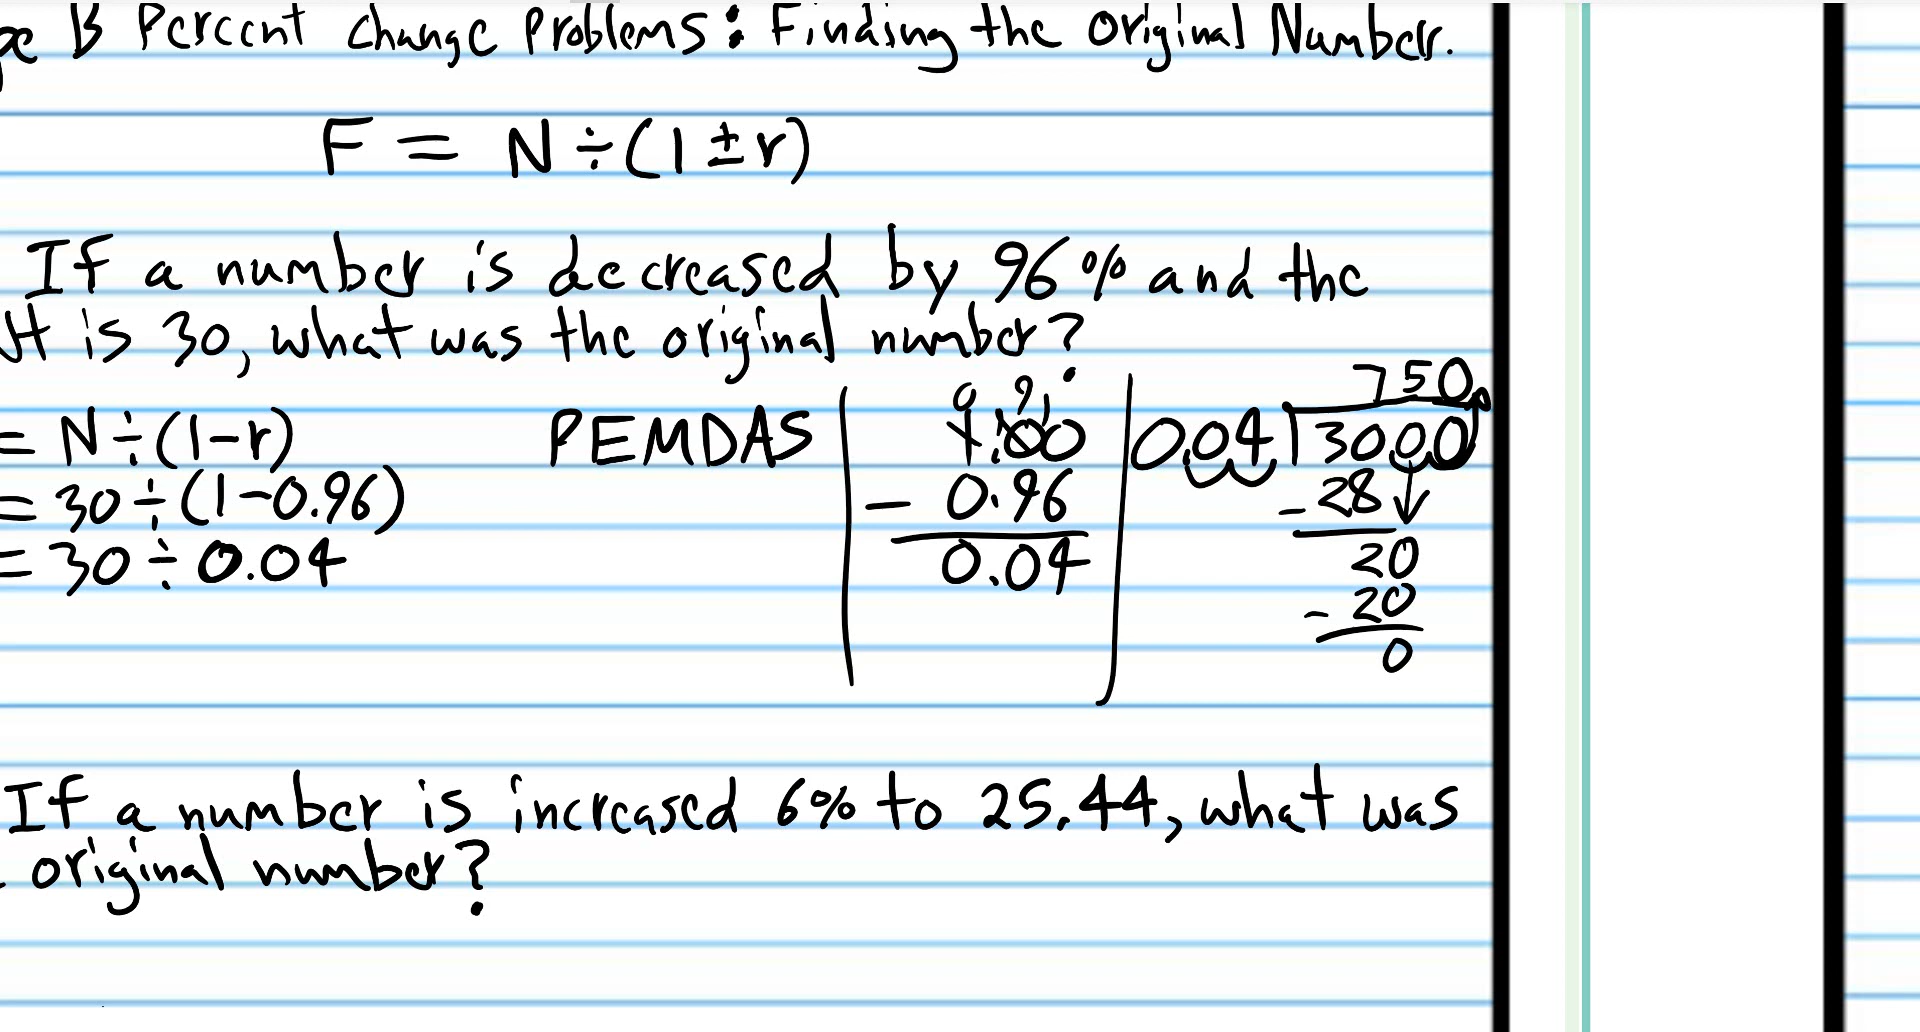 B Percent Change Problems: Finding the Original Number.
F = N ÷ (1 ± r)
If a number is decreased by 96% and the
is 30, what was the original number?
= N ÷ (1 - r)
= 30 ÷ (1 - 0.96)
= 30 ÷ 0.04
PEMDAS
0 9 1
1.00
- 0.96
0.04
750
0.04 3000
- 28
20
- 20
0
If a number is increased 6% to 25.44, what was
original number?